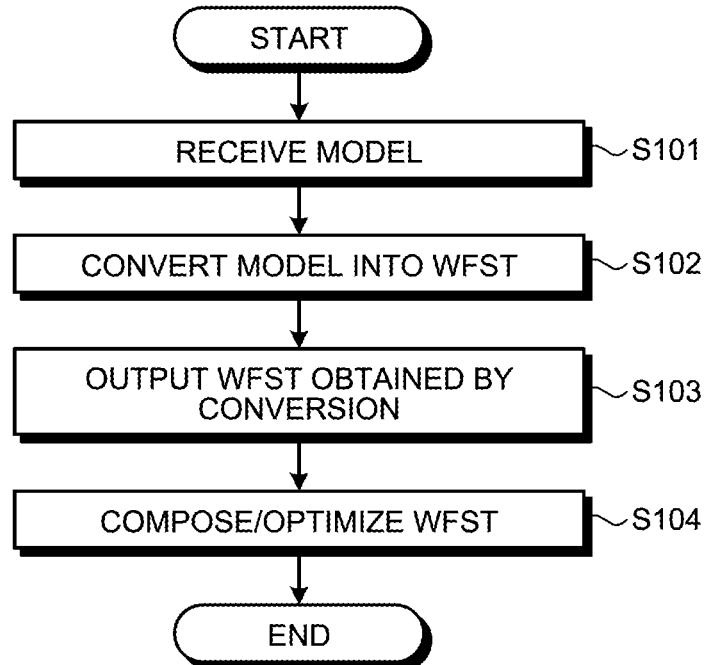 START
RECEIVE MODEL
S101
CONVERT MODEL INTO WFST
S102
OUTPUT WFST OBTAINED BY
CONVERSION
S103
COMPOSE/OPTIMIZE WFST
S104
END